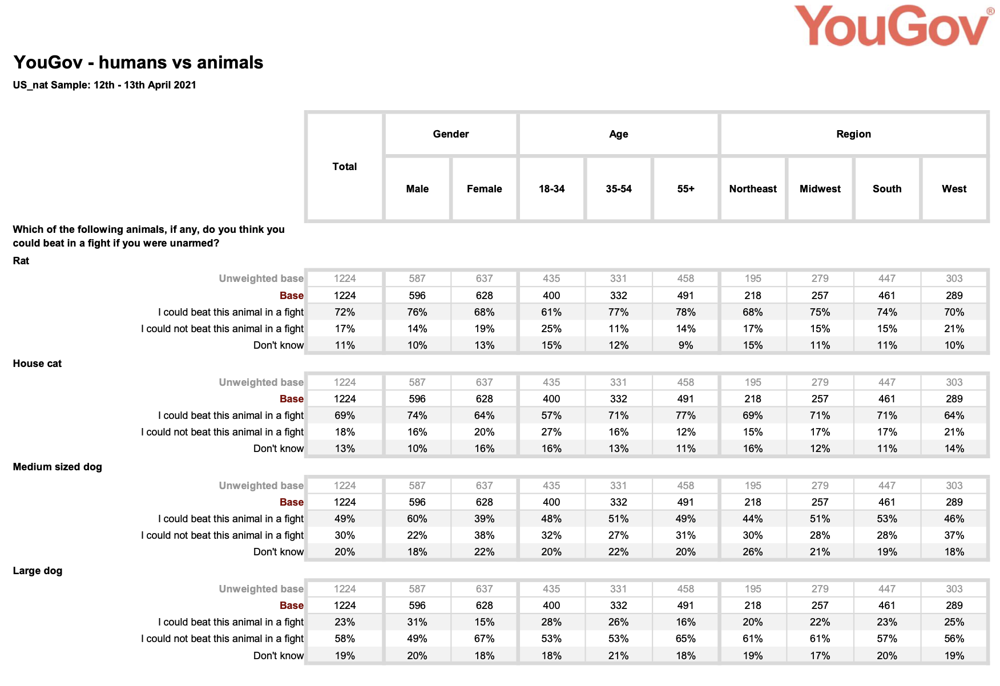 YouGov®
YouGov - humans vs animals
US_nat Sample: 12th - 13th April 2021
Total Gender Age Region
Male Female 18-34 35-54 55+ Northeast Midwest South West
Which of the following animals, if any, do you think you
could beat in a fight if you were unarmed?
Rat
Unweighted base 1224 587 637 435 331 458 195 279 447 303
Base 1224 596 628 400 332 491 218 257 461 289
I could beat this animal in a fight 72% 76% 68% 61% 77% 78% 68% 75% 74% 70%
I could not beat this animal in a fight 17% 14% 19% 25% 11% 14% 17% 15% 15% 21%
Don't know 11% 10% 13% 15% 12% 9% 15% 11% 11% 10%
House cat
Unweighted base 1224 587 637 435 331 458 195 279 447 303
Base 1224 596 628 400 332 491 218 257 461 289
I could beat this animal in a fight 69% 74% 64% 57% 71% 77% 69% 71% 71% 64%
I could not beat this animal in a fight 18% 16% 20% 27% 16% 12% 15% 17% 17% 21%
Don't know 13% 10% 16% 16% 13% 11% 16% 12% 11% 14%
Medium sized dog
Unweighted base 1224 587 637 435 331 458 195 279 447 303
Base 1224 596 628 400 332 491 218 257 461 289
I could beat this animal in a fight 49% 60% 39% 48% 51% 49% 44% 51% 53% 46%
I could not beat this animal in a fight 30% 22% 38% 32% 27% 31% 30% 28% 28% 37%
Don't know 20% 18% 22% 20% 22% 20% 26% 21% 19% 18%
Large dog
Unweighted base 1224 587 637 435 331 458 195 279 447 303
Base 1224 596 628 400 332 491 218 257 461 289
I could beat this animal in a fight 23% 31% 15% 28% 26% 16% 20% 22% 23% 25%
I could not beat this animal in a fight 58% 49% 67% 53% 53% 65% 61% 61% 57% 56%
Don't know 19% 20% 18% 18% 21% 18% 19% 17% 20% 19%